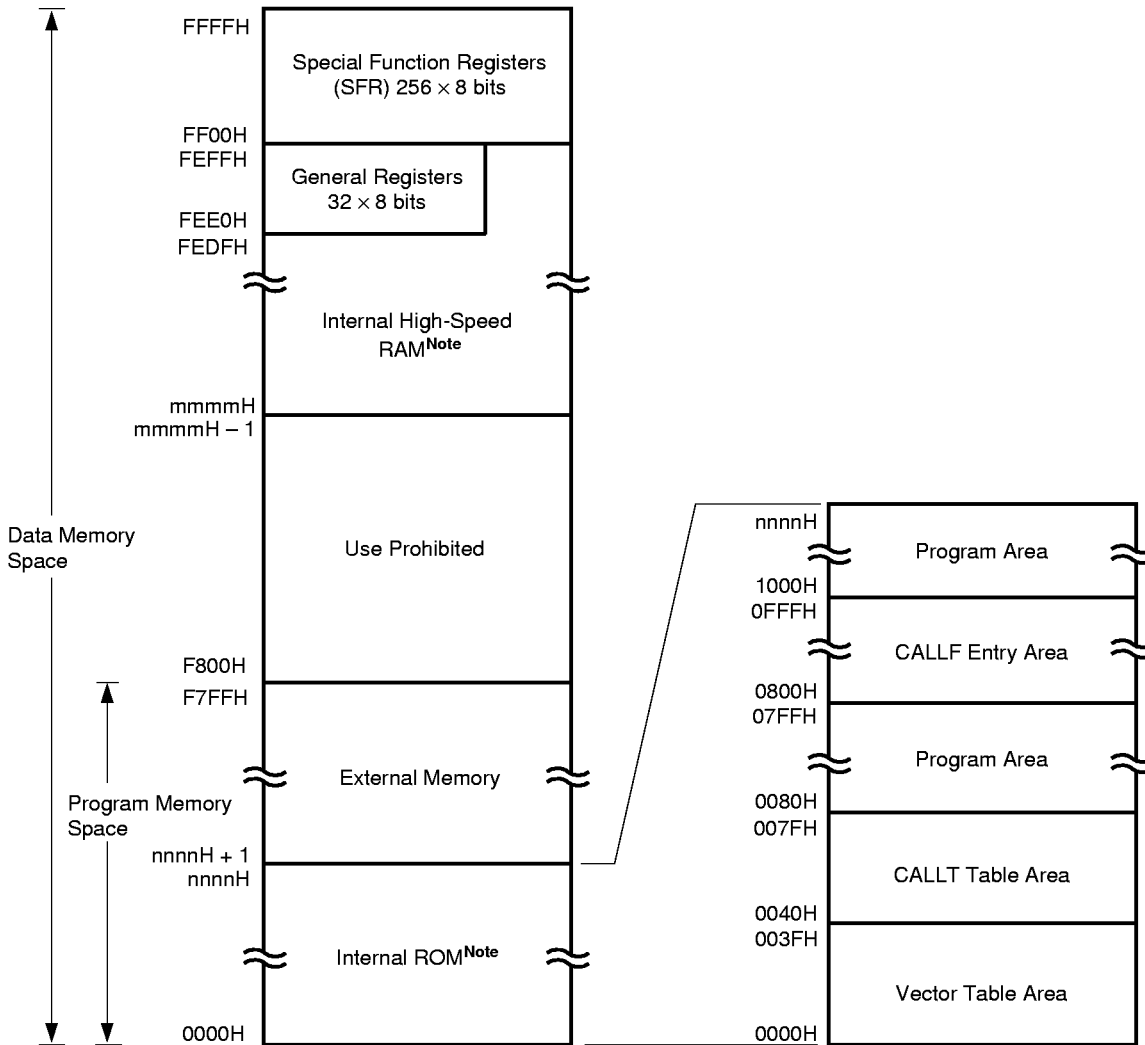 FFFFH
Special Function Registers
(SFR) 256 × 8 bits
FF00H
FEFFH
General Registers
32 × 8 bits
FEE0H
FEDFH
Internal High-Speed
RAMNote
mmmmH
mmmmH – 1
Use Prohibited
Data Memory
Space
F800H
F7FFH
External Memory
Program Memory
Space
nnnnH + 1
nnnnH
Internal ROMNote
0000H
nnnnH
Program Area
1000H
0FFFH
CALLF Entry Area
0800H
07FFH
Program Area
0080H
007FH
CALLT Table Area
0040H
003FH
Vector Table Area
0000H